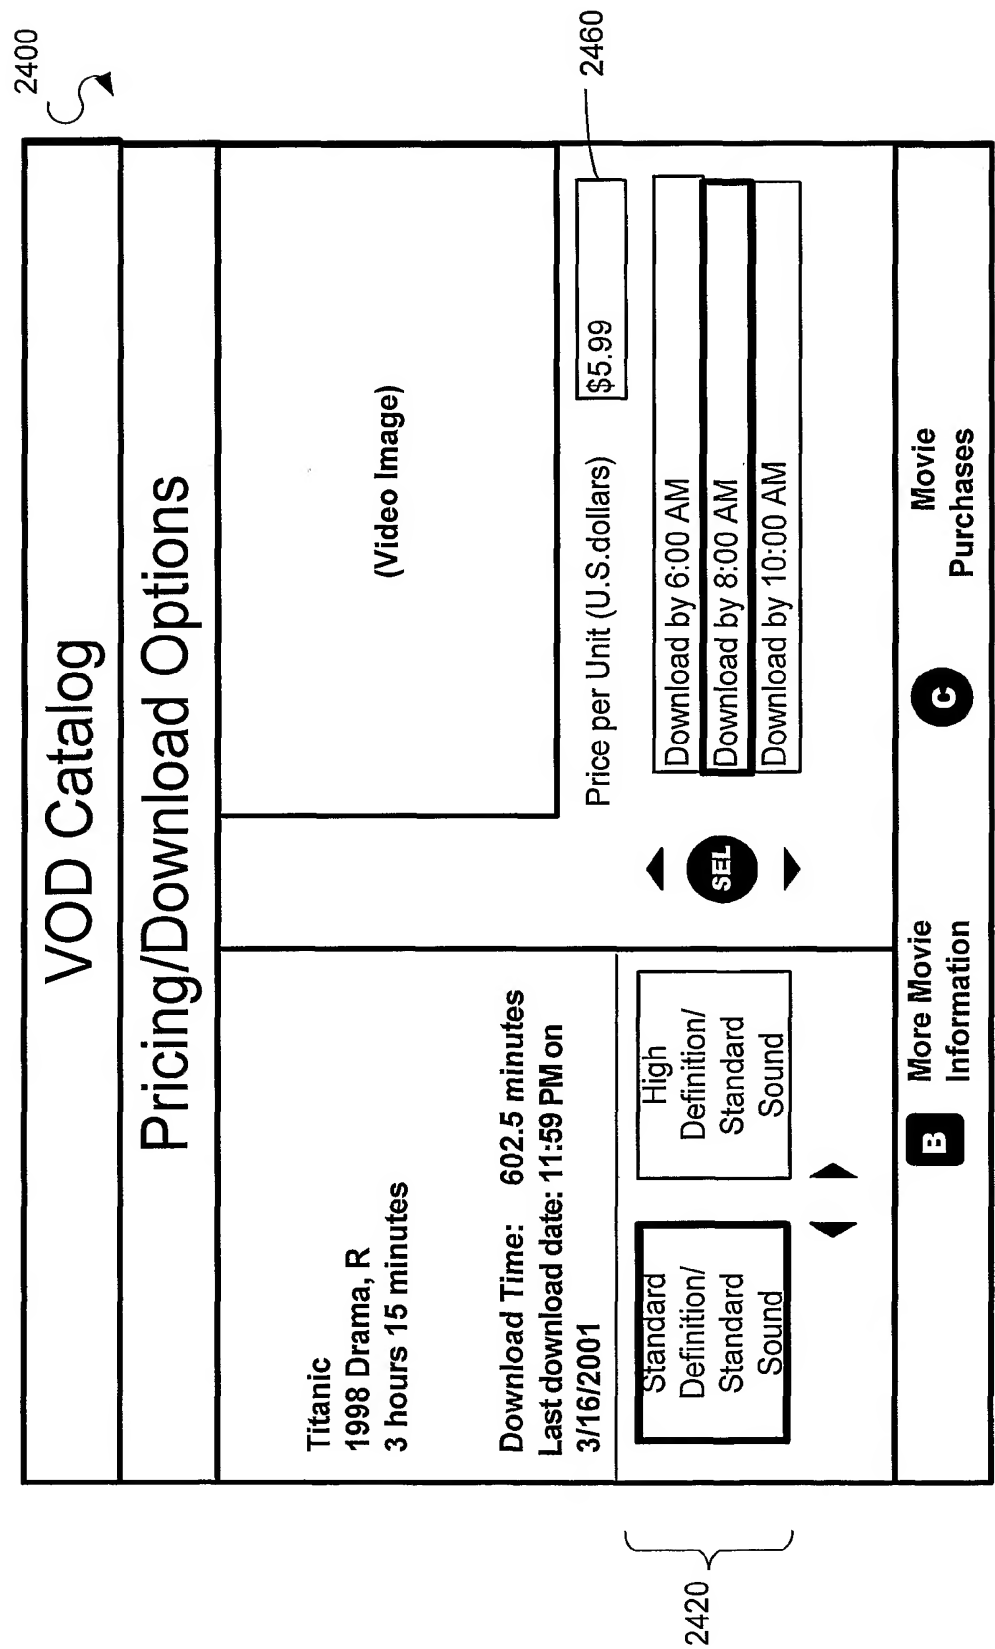 2400
VOD Catalog
Pricing/Download Options
Titanic
1998 Drama, R
3 hours 15 minutes
Download Time: 602.5 minutes
Last download date: 11:59 PM on
3/16/2001
(Video Image)
Price per Unit (U.S.dollars)
$5.99
2460
2420
Standard
Definition/
Standard
Sound
High
Definition/
Standard
Sound
SEL
Download by 6:00 AM
Download by 8:00 AM
Download by 10:00 AM
B
More Movie
Information
C
Movie
Purchases